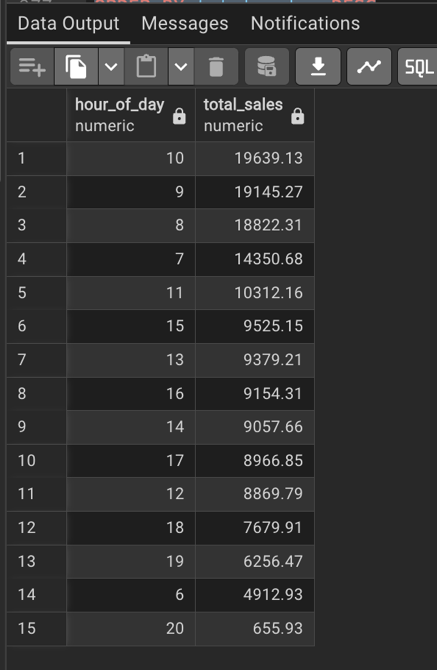 Data Output Messages Notifications
SQL
hour_of_day total_sales
numeric numeric
1 10 19639.13
2 9 19145.27
3 8 18822.31
4 7 14350.68
5 11 10312.16
6 15 9525.15
7 13 9379.21
8 16 9154.31
9 14 9057.66
10 17 8966.85
11 12 8869.79
12 18 7679.91
13 19 6256.47
14 6 4912.93
15 20 655.93